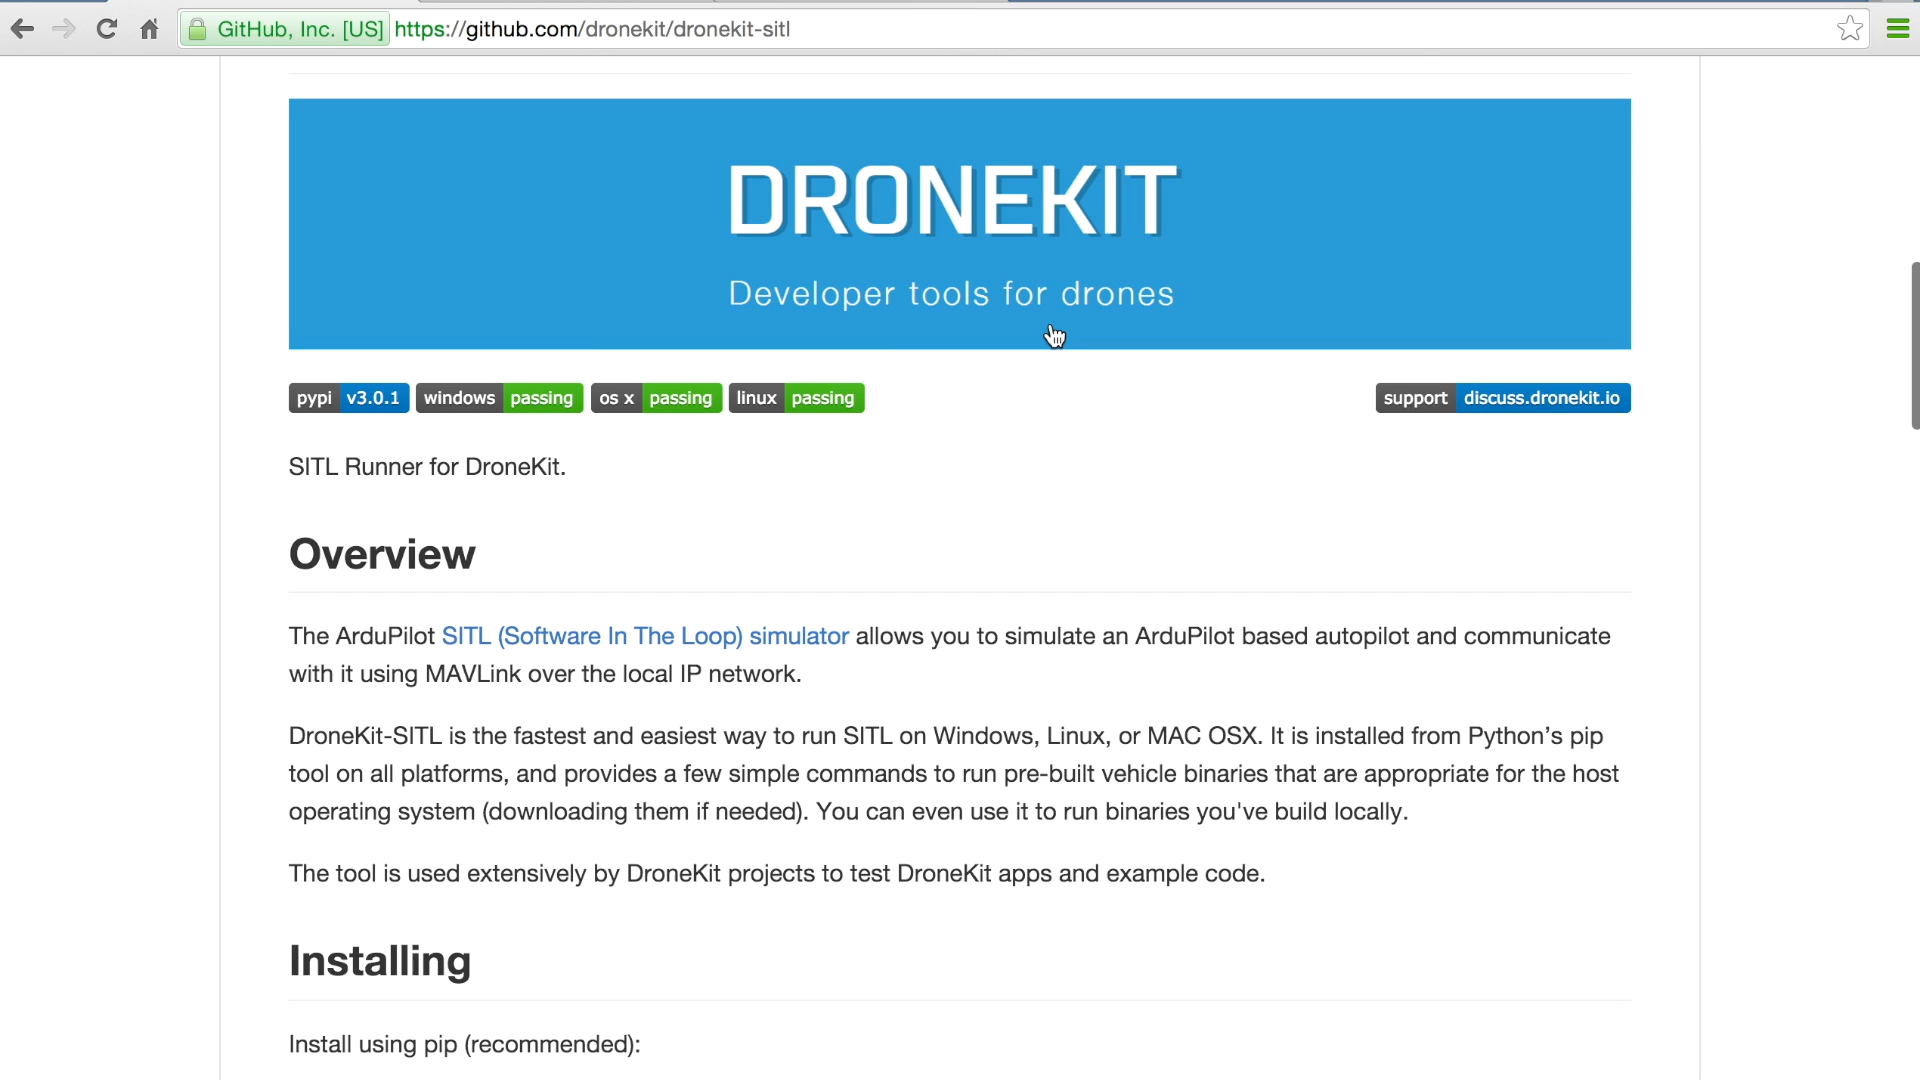 GitHub, Inc. [US] https://github.com/dronekit/dronekit-sitl
DRONEKIT
Developer tools for drones
pypi v3.0.1 windows passing os x passing linux passing support discuss.dronekit.io
SITL Runner for DroneKit.
Overview
The ArduPilot SITL (Software In The Loop) simulator allows you to simulate an ArduPilot based autopilot and communicate
with it using MAVLink over the local IP network.
DroneKit-SITL is the fastest and easiest way to run SITL on Windows, Linux, or MAC OSX. It is installed from Python’s pip
tool on all platforms, and provides a few simple commands to run pre-built vehicle binaries that are appropriate for the host
operating system (downloading them if needed). You can even use it to run binaries you've build locally.
The tool is used extensively by DroneKit projects to test DroneKit apps and example code.
Installing
Install using pip (recommended):